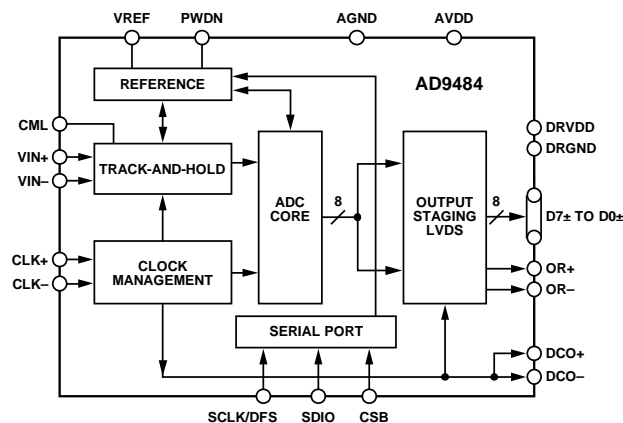 VREF PWDN AGND AVDD
REFERENCE
AD9484
CML
VIN+
VIN–
TRACK-AND-HOLD
ADC
CORE
8
OUTPUT
STAGING
LVDS
8
DRVDD
DRGND
D7± TO D0±
CLK+
CLK–
CLOCK
MANAGEMENT
OR+
OR–
SERIAL PORT
DCO+
DCO–
SCLK/DFS SDIO CSB